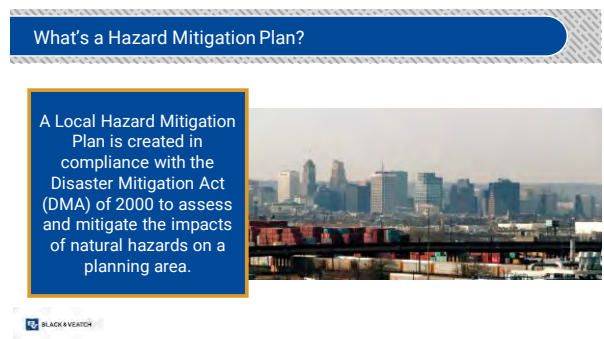 What's a Hazard Mitigation Plan?
A Local Hazard Mitigation
Plan is created in
compliance with the
Disaster Mitigation Act
(DMA) of 2000 to assess
and mitigate the impacts
of natural hazards on a
planning area.
BLACK & VEATCH